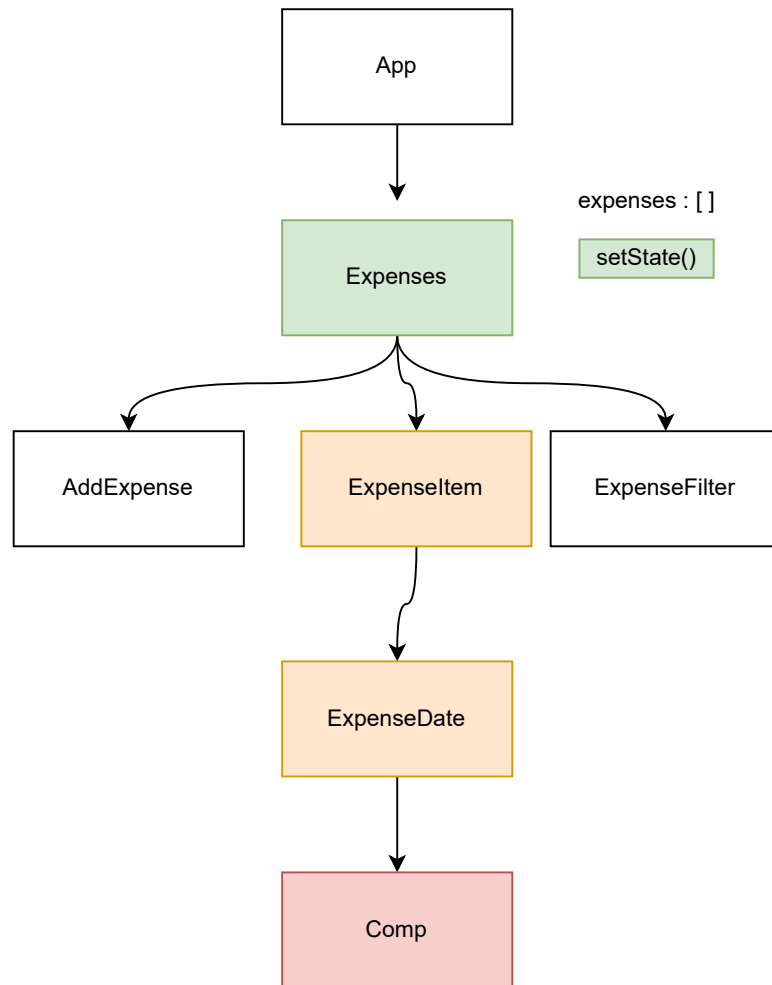 App
expenses : [ ]
setState()
Expenses
AddExpense
ExpenseItem
ExpenseFilter
ExpenseDate
Comp